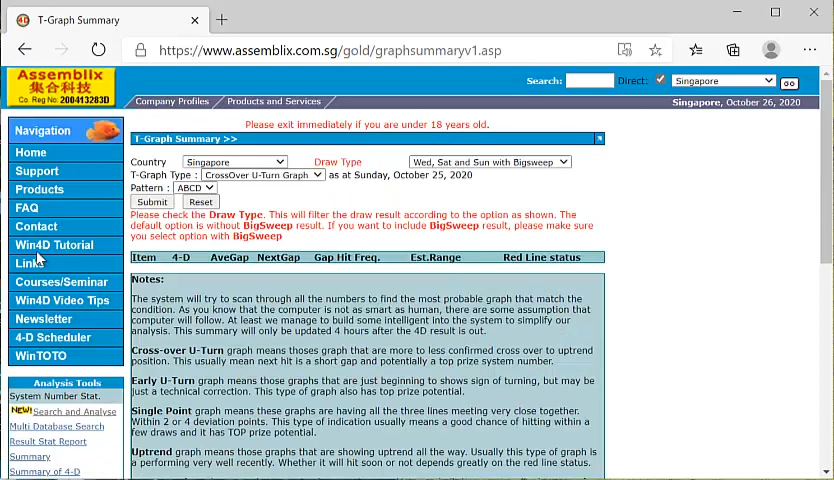 T-Graph Summary
https://www.assemblix.com.sg/gold/graphsummaryv1.asp
Assemblix
集合科技
Co. Reg No: 200413283D
Search: Direct: Singapore GO
Company Profiles Products and Services Singapore, October 26, 2020
Please exit immediately if you are under 18 years old.
Navigation
Home
Support
Products
FAQ
Contact
Win4D Tutorial
Links
Courses/Seminar
Win4D Video Tips
Newsletter
4-D Scheduler
WinTOTO
Analysis Tools
System Number Stat.
NEW! Search and Analyse
Multi Database Search
Result Stat Report
Summary
Summary of 4-D
T-Graph Summary >>
Country Singapore Draw Type Wed, Sat and Sun with Bigsweep
T-Graph Type : CrossOver U-Turn Graph as at Sunday, October 25, 2020
Pattern : ABCD
Submit Reset
Please check the Draw Type. This will filter the draw result according to the option as shown. The
default option is without BigSweep result. If you want to include BigSweep result, please make sure
you select option with BigSweep
Item 4-D AveGap NextGap Gap Hit Freq. Est.Range Red Line status
Notes:
The system will try to scan through all the numbers to find the most probable graph that match the
condition. As you know that the computer is not as smart as human, there are some assumption that
computer will follow. At least we manage to build some intelligent into the system to simplify our
analysis. This summary will only be updated 4 hours after the 4D result is out.
Cross-over U-Turn graph means thoses graph that are more to less confirmed cross over to uptrend
position. This usually mean next hit is a short gap and potentially a top prize system number.
Early U-Turn graph means those graphs that are just beginning to shows sign of turning, but may be
just a technical correction. This type of graph also has top prize potential.
Single Point graph means these graphs are having all the three lines meeting very close together.
Within 2 or 4 deviation points. This type of indication usually means a good chance of hitting within a
few draws and it has TOP prize potential.
Uptrend graph means those graphs that are showing uptrend all the way. Usually this type of graph is
a performing very well recently. Whether it will hit soon or not depends greatly on the red line status.